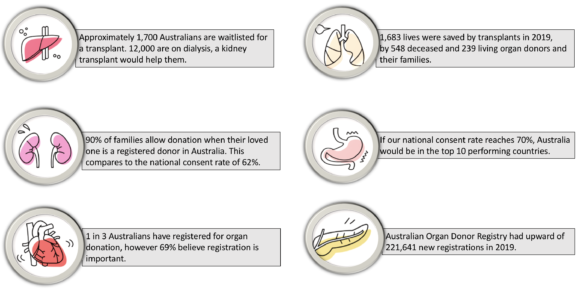 Approximately 1,700 Australians are waitlisted
for a transplant. 12,000 are on dialysis, a kidney
transplant would help them.
1,683 lives were saved by transplants in 2019,
by 548 deceased and 239 living organ donors and
their families.
90% of families allow donation when their loved
one is a registered donor in Australia. This
compares to the national consent rate of 62%.
If our national consent rate reaches 70%, Australia
would be in the top 10 performing countries.
1 in 3 Australians have registered for organ
donation, however 69% believe registration is
important.
Australian Organ Donor Registry had upward of
221,641 new registrations in 2019.